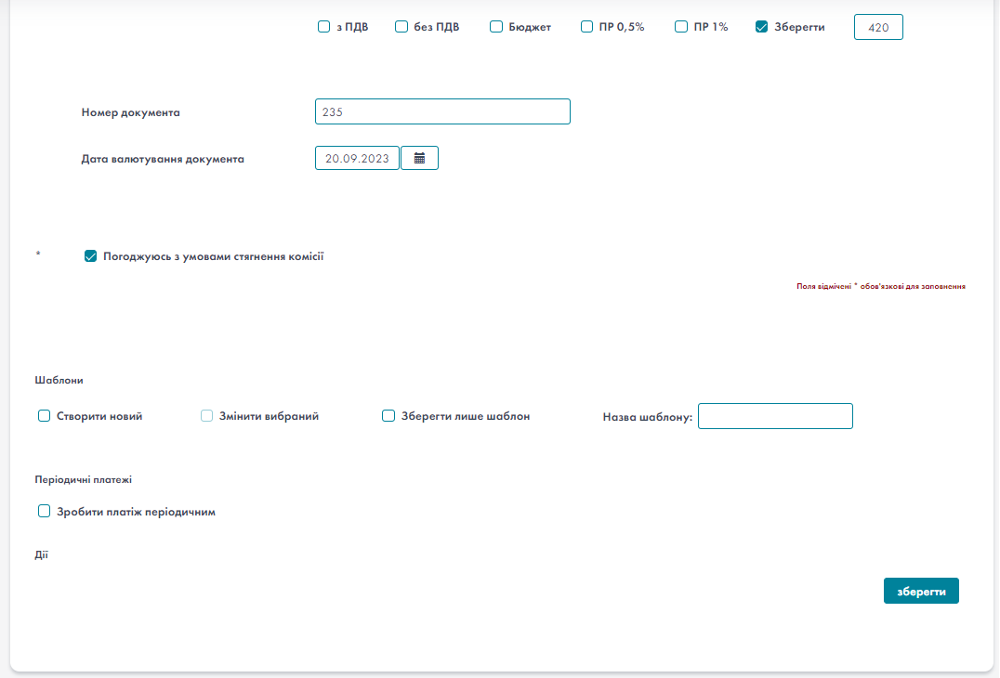 з ПДВ без ПДВ Бюджет ПР 0,5% ПР 1% Зберегти 420
Номер документа 235
Дата валютування документа 20.09.2023
* Погоджуюсь з умовами стягнення комісії
Поля відмічені * обов'язкові для заповнення
Шаблони
Створити новий Змінити вибраний Зберегти лише шаблон Назва шаблону:
Періодичні платежі
Зробити платіж періодичним
Дії
зберегти